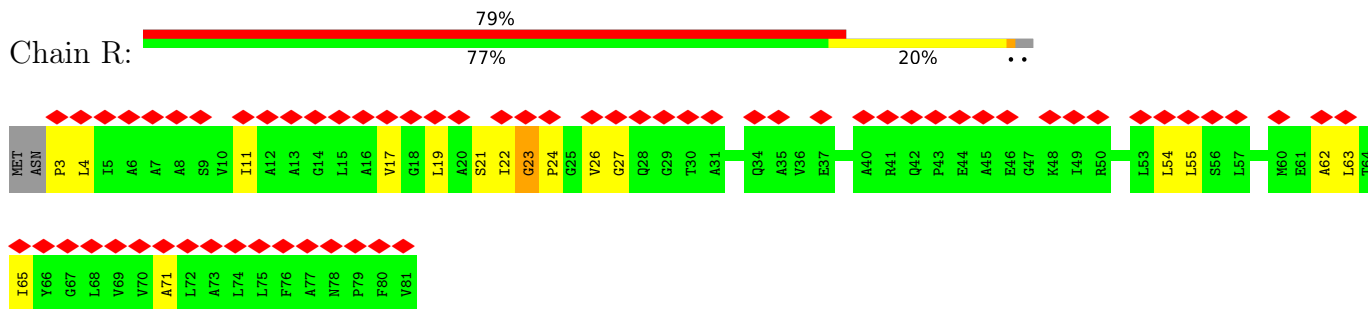 79%
Chain R:
77% 20% • •
MET ASN P3 L4 I5 A6 A7 A8 S9 V10 I11 A12 A13 G14 L15 A16 V17 G18 L19 A20 S21 I22 G23 P24 G25 V26 G27 Q28 G29 T30 A31 Q34 A35 V36 E37 A40 R41 Q42 P43 E44 A45 E46 G47 K48 I49 R50 L53 L54 L55 S56 L57 M60 E61 A62 L63 T64
I65 Y66 G67 L68 V69 V70 A71 L72 A73 L74 L75 F76 A77 N78 P79 F80 V81